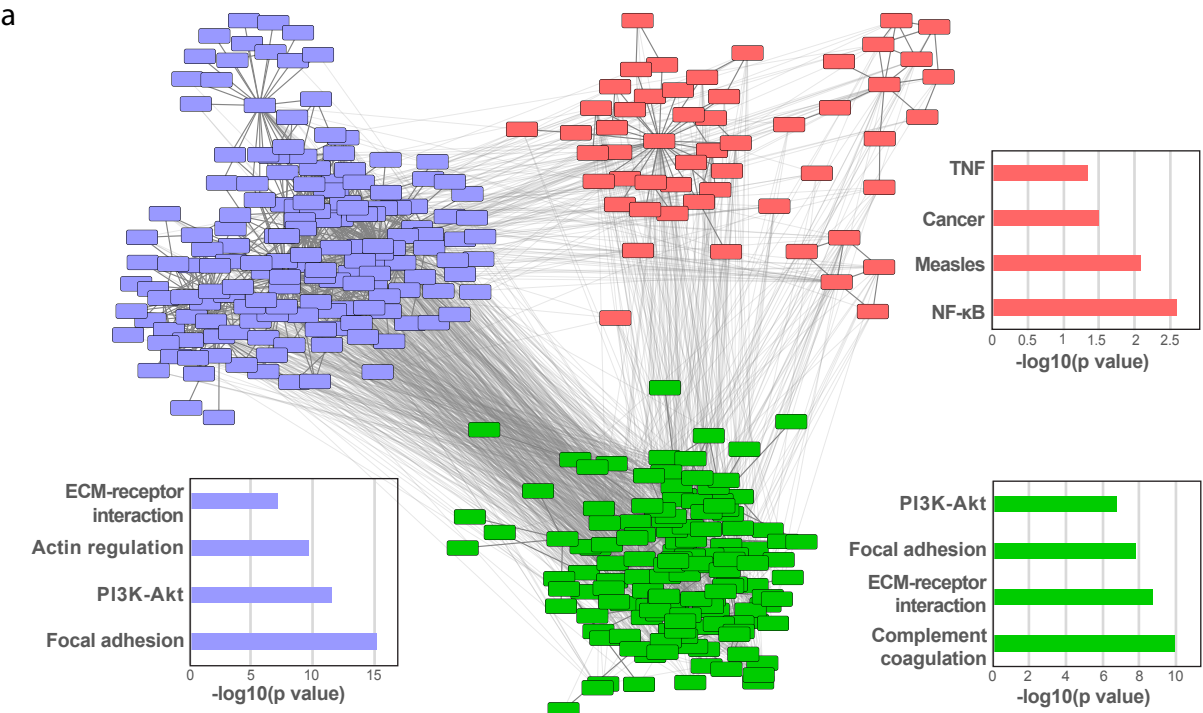 a
TNF
Cancer
Measles
NF-κB
0 0.5 1 1.5 2 2.5
-log10(p value)
ECM-receptor
interaction
Actin regulation
PI3K-Akt
Focal adhesion
0 5 10 15
-log10(p value)
PI3K-Akt
Focal adhesion
ECM-receptor
interaction
Complement
coagulation
0 2 4 6 8 10
-log10(p value)